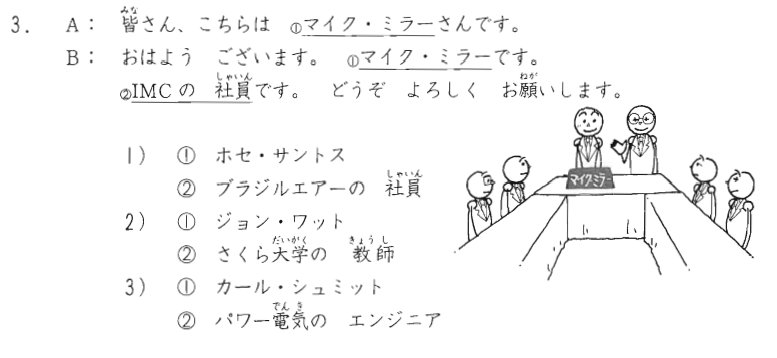 3. A： 皆さん、こちらは ①マイク・ミラーさんです。
B： おはよう ございます。 ①マイク・ミラーです。
②IMCの 社員です。 どうぞ よろしく お願いします。
1) ① ホセ・サントス
② ブラジルエアーの 社員
2) ① ジョン・ワット
② さくら大学の 教師
3) ① カール・シュミット
② パワー電気の エンジニア
マイク・ミラー